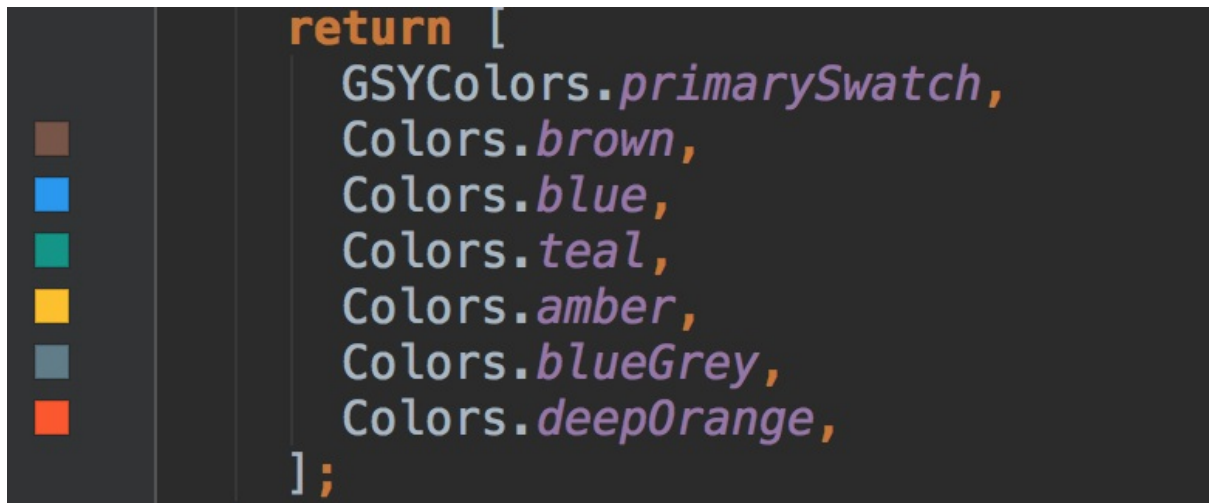 return [
GSYColors.primarySwatch,
Colors.brown,
Colors.blue,
Colors.teal,
Colors.amber,
Colors.blueGrey,
Colors.deepOrange,
];